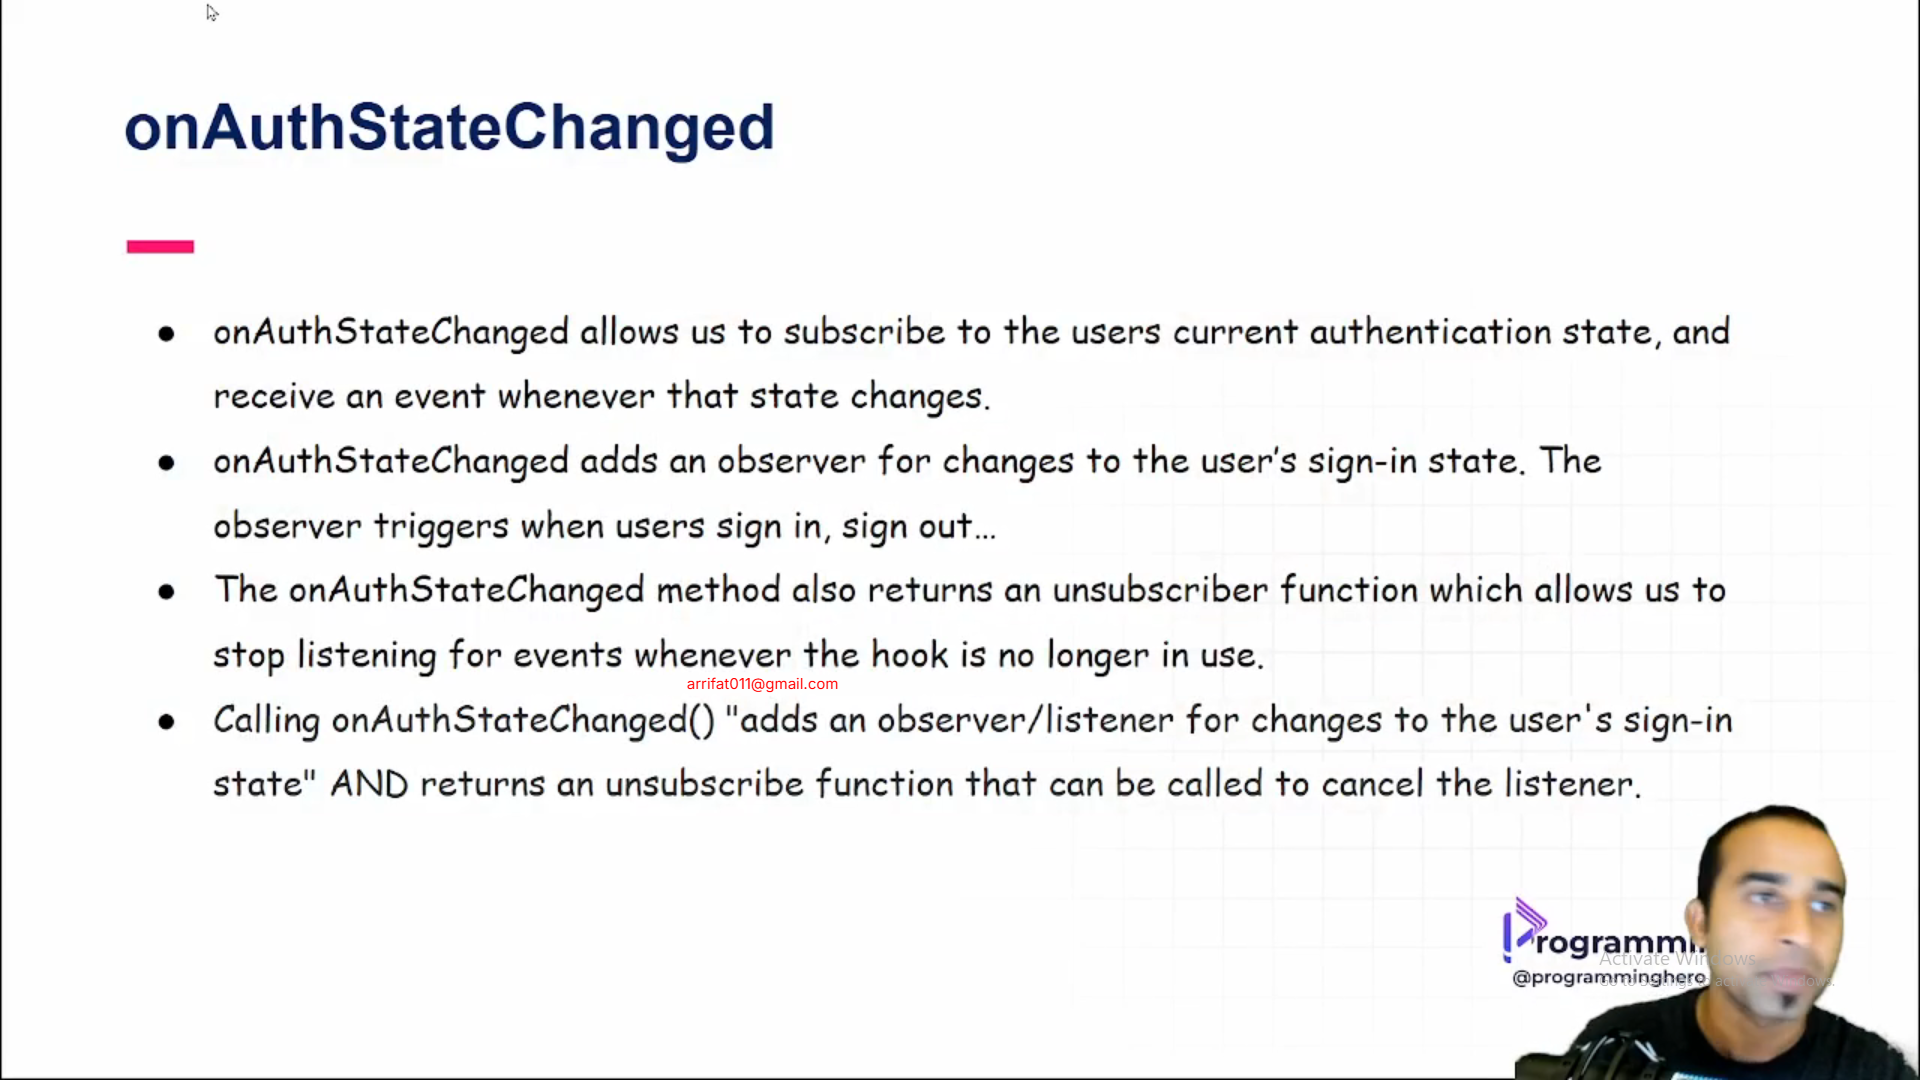 onAuthStateChanged
● onAuthStateChanged allows us to subscribe to the users current authentication state, and
receive an event whenever that state changes.
● onAuthStateChanged adds an observer for changes to the user’s sign-in state. The
observer triggers when users sign in, sign out...
● The onAuthStateChanged method also returns an unsubscriber function which allows us to
stop listening for events whenever the hook is no longer in use.
arrifat011@gmail.com
● Calling onAuthStateChanged() "adds an observer/listener for changes to the user's sign-in
state" AND returns an unsubscribe function that can be called to cancel the listener.
Programmi
Activate Windows
@programminghero
Go to Settings to